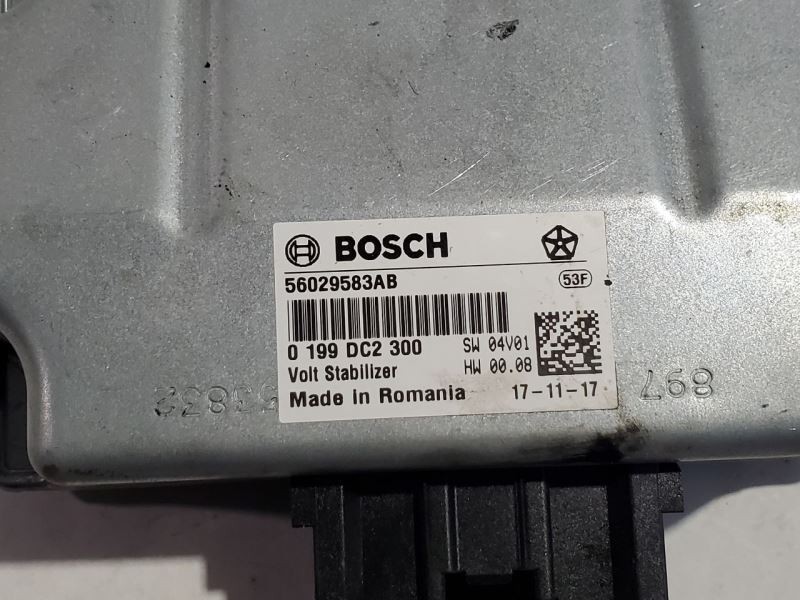 BOSCH
56029583AB
53F
0 199 DC2 300
SW 04V01
Volt Stabilizer
HW 00.08
Made in Romania
17-11-17
897